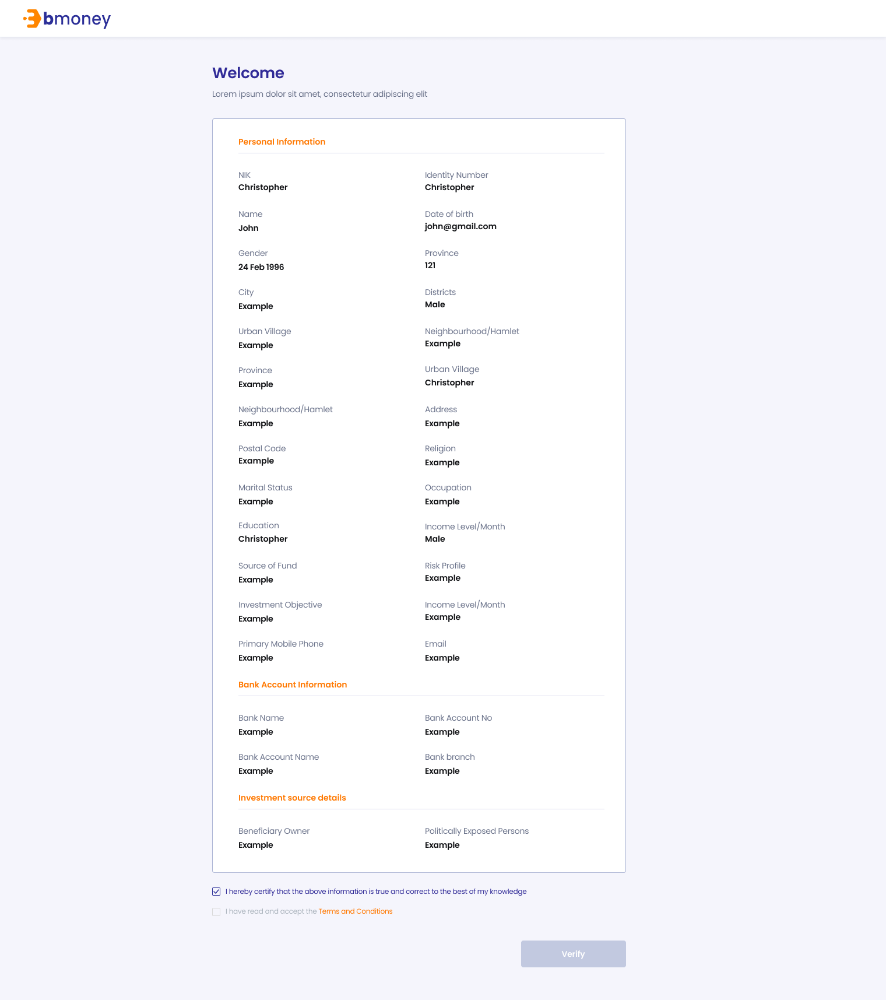 bmoney
Welcome
Lorem ipsum dolor sit amet, consectetur adipiscing elit
Personal Information
NIK
Christopher
Identity Number
Christopher
Name
John
Date of birth
john@gmail.com
Gender
24 Feb 1996
Province
121
City
Example
Districts
Male
Urban Village
Example
Neighbourhood/Hamlet
Example
Province
Example
Urban Village
Christopher
Neighbourhood/Hamlet
Example
Address
Example
Postal Code
Example
Religion
Example
Marital Status
Example
Occupation
Example
Education
Christopher
Income Level/Month
Male
Source of Fund
Example
Risk Profile
Example
Investment Objective
Example
Income Level/Month
Example
Primary Mobile Phone
Example
Email
Example
Bank Account Information
Bank Name
Example
Bank Account No
Example
Bank Account Name
Example
Bank branch
Example
Investment source details
Beneficiary Owner
Example
Politically Exposed Persons
Example
I hereby certify that the above information is true and correct to the best of my knowledge
I have read and accept the Terms and Conditions
Verify